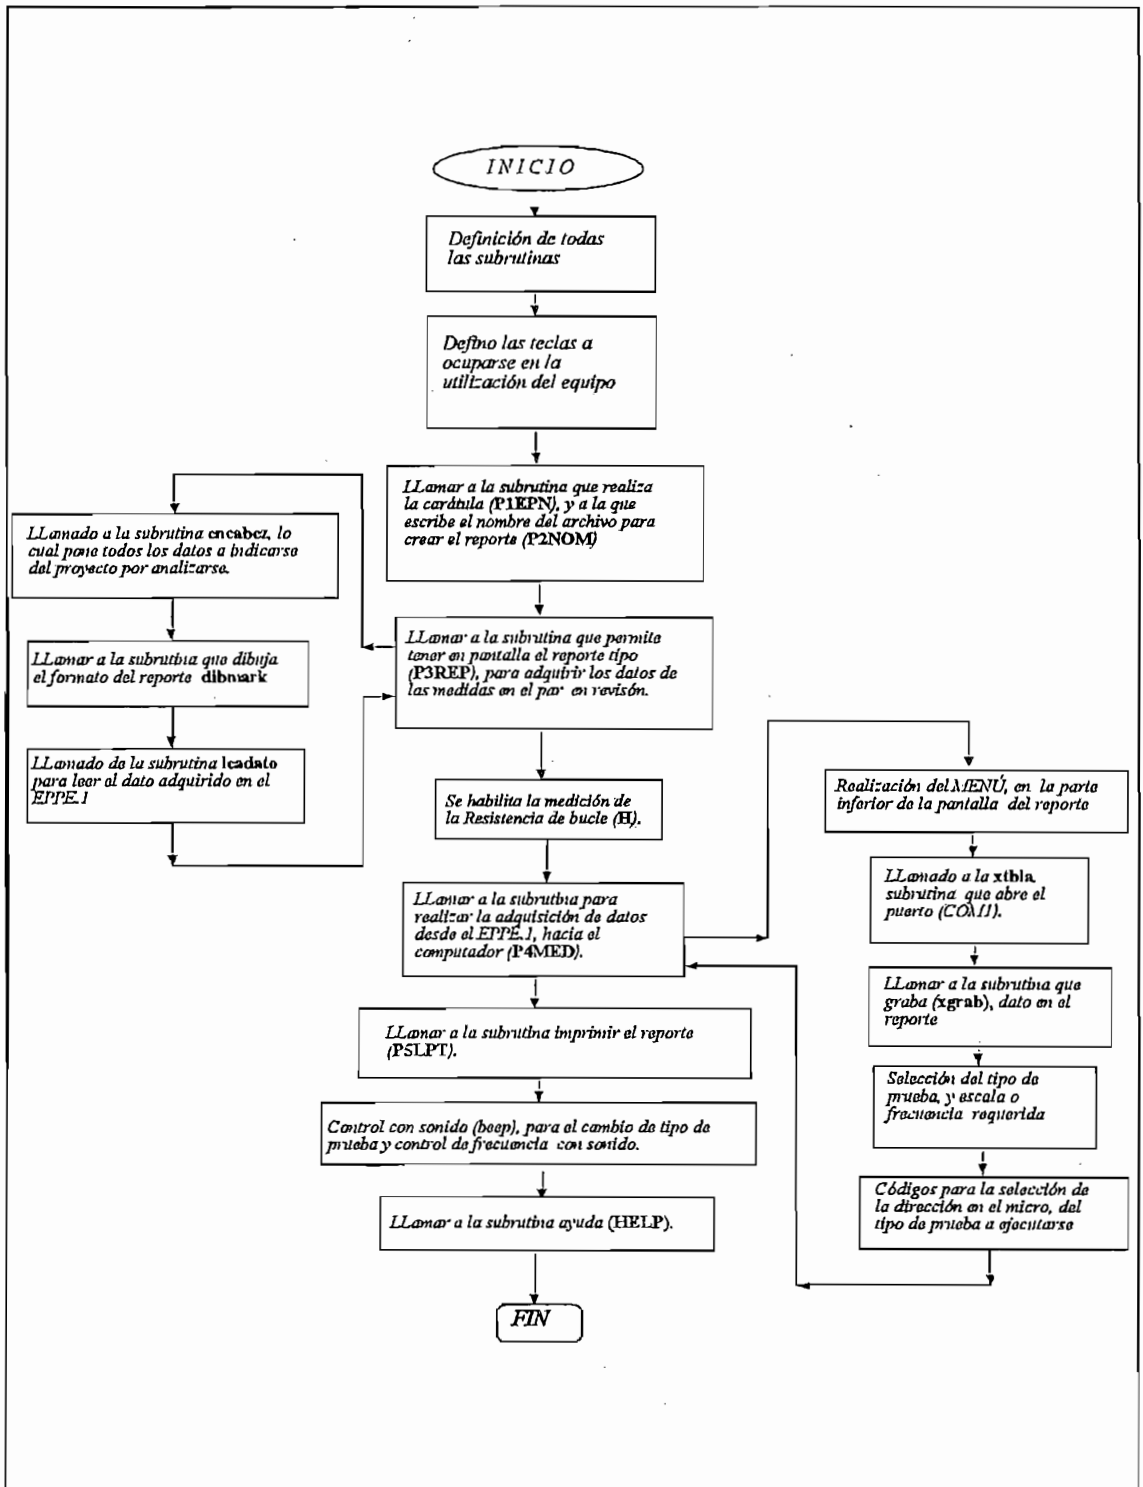 INICIO
Definición de todas
las subrutinas
Defino las teclas a
ocuparse en la
utilización del equipo
LLamar a la subrutina que realiza
la carátula (P1EPN), y a la que
escribe el nombre del archivo para
crear el reporte (P2NOM)
LLamado a la subrutina encabez, lo
cual pone todos los datos a indicarse
del proyecto por analizarse.
LLamar a la subrutina que dibuja
el formato del reporte dibmark
LLamado de la subrutina leadato
para leer el dato adquirido en el
EPPE.1
LLamar a la subrutina que permite
tener en pantalla el reporte tipo
(P3REP), para adquirir los datos de
las medidas en el par en revisón.
Se habilita la medición de
la Resistencia de bucle (H).
LLamar a la subrutina para
realizar la adquisición de datos
desde el EPPE.1, hacia el
computador (P4MED).
Realización del MENÚ, en la parte
inferior de la pantalla del reporte
LLamado a la xtbla
subrutina que abre el
puerto (COM1).
LLamar a la subrutina que
graba (xgrab), dato en el
reporte
Selección del tipo de
prueba, y escala o
frecuencia requerida
Códigos para la selección de
la dirección en el micro, del
tipo de prueba a ejecutarse
LLamar a la subrutina imprimir el reporte
(P5LPT).
Control con sonido (beep), para el cambio de tipo de
prueba y control de frecuencia con sonido.
LLamar a la subrutina ayuda (HELP).
FIN